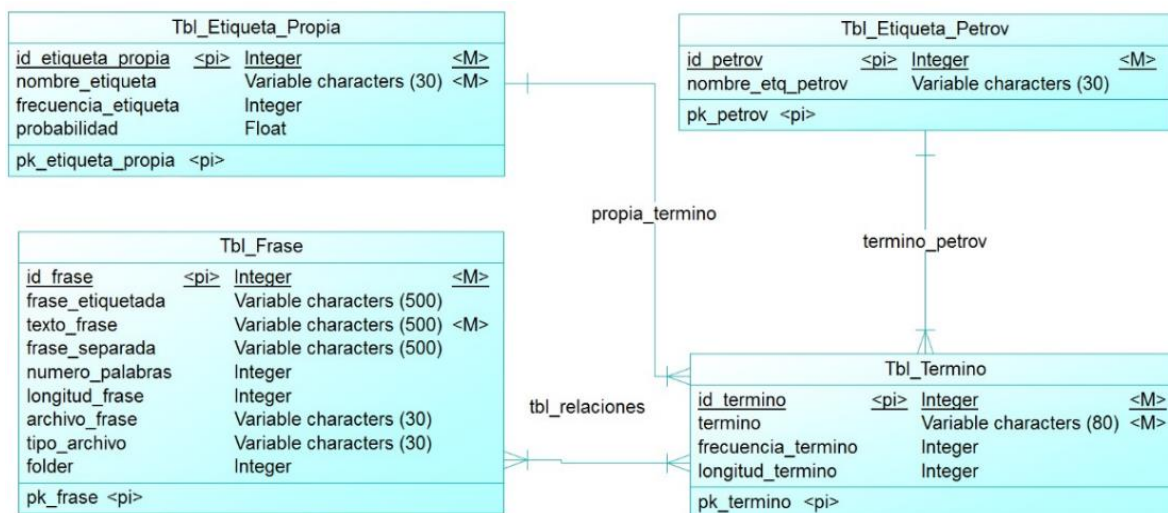 Tbl_Etiqueta_Propia
id_etiqueta_propia <pi> Integer <M>
nombre_etiqueta Variable characters (30) <M>
frecuencia_etiqueta Integer
probabilidad Float
pk_etiqueta_propia <pi>
Tbl_Etiqueta_Petrov
id_petrov <pi> Integer <M>
nombre_etq_petrov Variable characters (30)
pk_petrov <pi>
propia_termino
termino_petrov
Tbl_Frase
id_frase <pi> Integer <M>
frase_etiquetada Variable characters (500)
texto_frase Variable characters (500) <M>
frase_separada Variable characters (500)
numero_palabras Integer
longitud_frase Integer
archivo_frase Variable characters (30)
tipo_archivo Variable characters (30)
folder Integer
pk_frase <pi>
tbl_relaciones
Tbl_Termino
id_termino <pi> Integer <M>
termino Variable characters (80) <M>
frecuencia_termino Integer
longitud_termino Integer
pk_termino <pi>